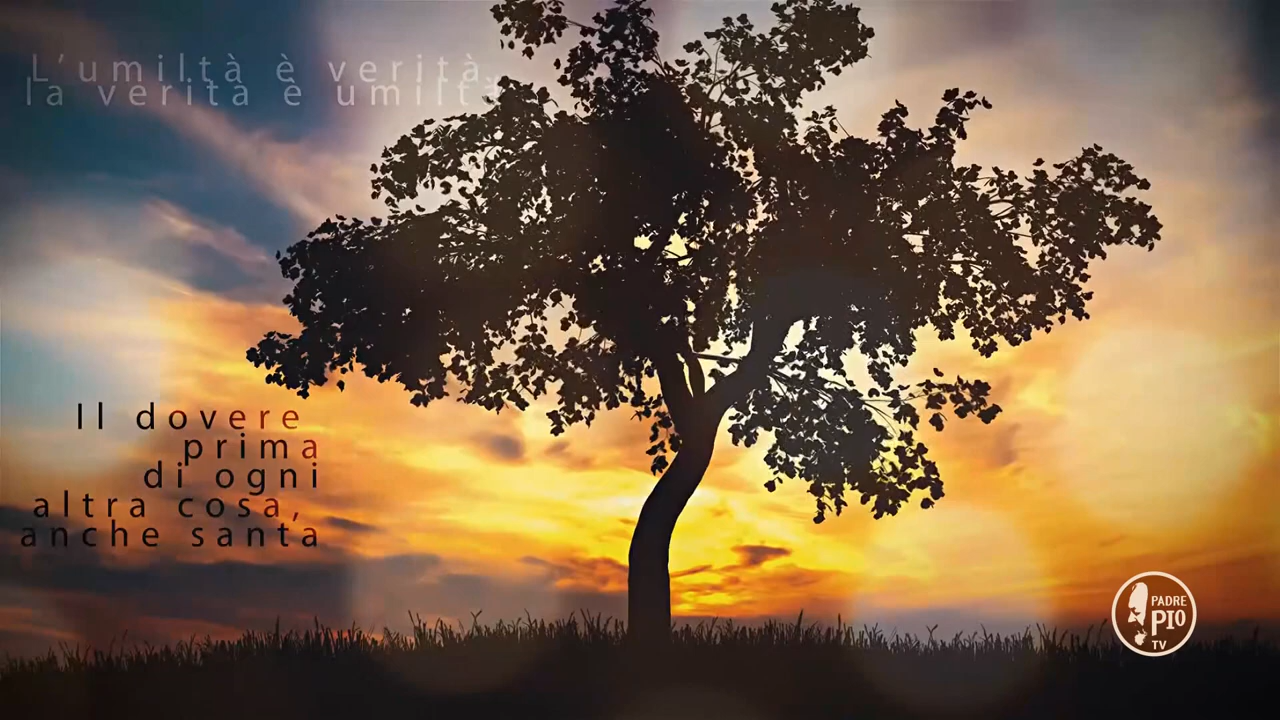 L'umiltà è verità,
la verità è umiltà
Il dovere
prima
di ogni
altra cosa,
anche santa
PADRE
PIO
TV